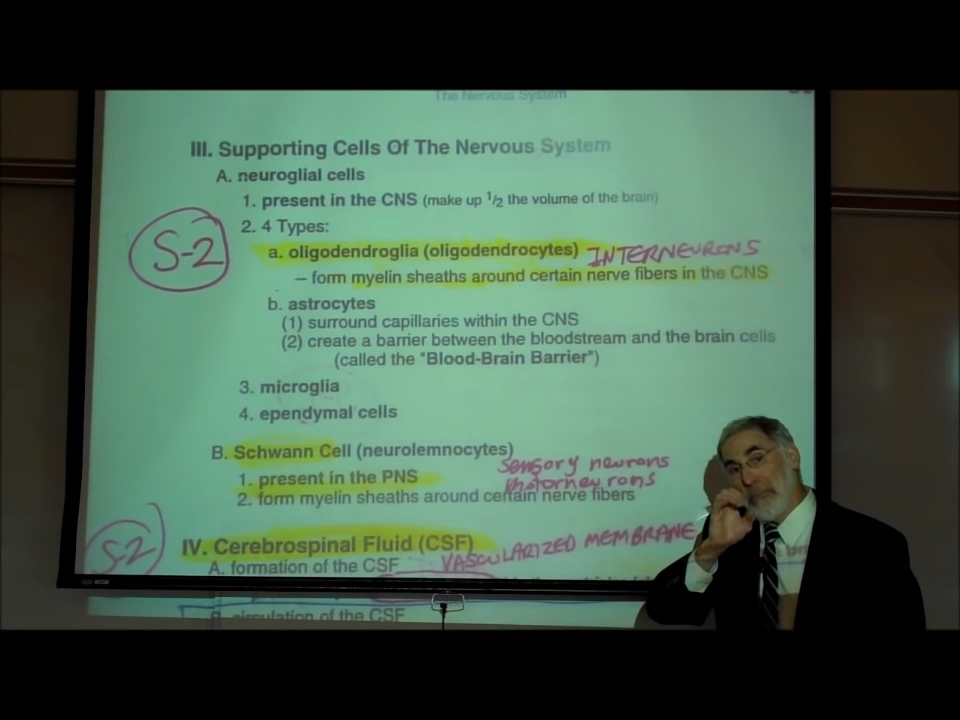 The Nervous System
III. Supporting Cells Of The Nervous System
A. neuroglial cells
1. present in the CNS (make up 1/2 the volume of the brain)
2. 4 Types:
S-2
a. oligodendroglia (oligodendrocytes) INTERNEURONS
– form myelin sheaths around certain nerve fibers in the CNS
b. astrocytes
(1) surround capillaries within the CNS
(2) create a barrier between the bloodstream and the brain cells
(called the "Blood-Brain Barrier")
3. microglia
4. ependymal cells
B. Schwann Cell (neurolemnocytes)
sensory neurons
1. present in the PNS
motorneurons
2. form myelin sheaths around certain nerve fibers
S-2
IV. Cerebrospinal Fluid (CSF)
VASCULARIZED MEMBRANE
A. formation of the CSF
B. circulation of the CSF